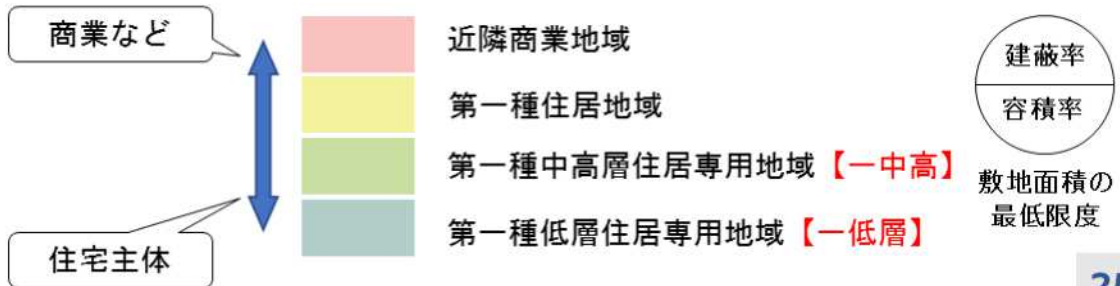 商業など
住宅主体
近隣商業地域
第一種住居地域
第一種中高層住居専用地域【一中高】
第一種低層住居専用地域【一低層】
建蔽率
容積率
敷地面積の
最低限度